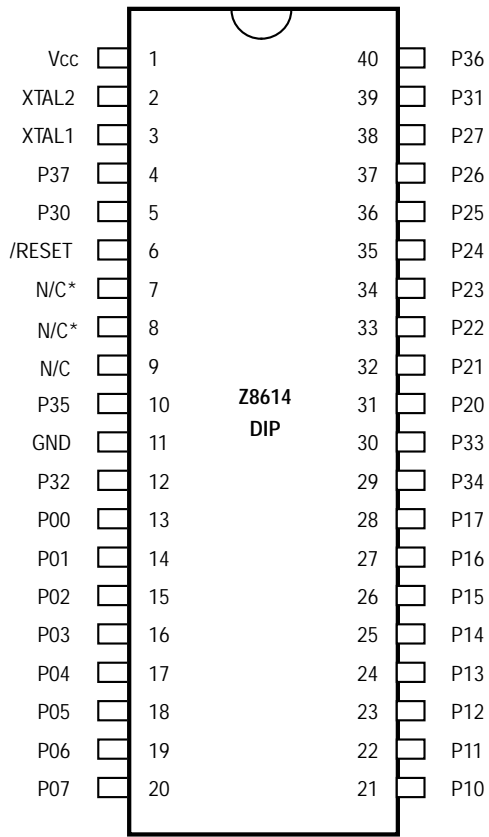 Vcc 1 40 P36
XTAL2 2 39 P31
XTAL1 3 38 P27
P37 4 37 P26
P30 5 36 P25
/RESET 6 35 P24
N/C* 7 34 P23
N/C* 8 33 P22
N/C 9 32 P21
P35 10 Z8614 31 P20
GND 11 DIP 30 P33
P32 12 29 P34
P00 13 28 P17
P01 14 27 P16
P02 15 26 P15
P03 16 25 P14
P04 17 24 P13
P05 18 23 P12
P06 19 22 P11
P07 20 21 P10